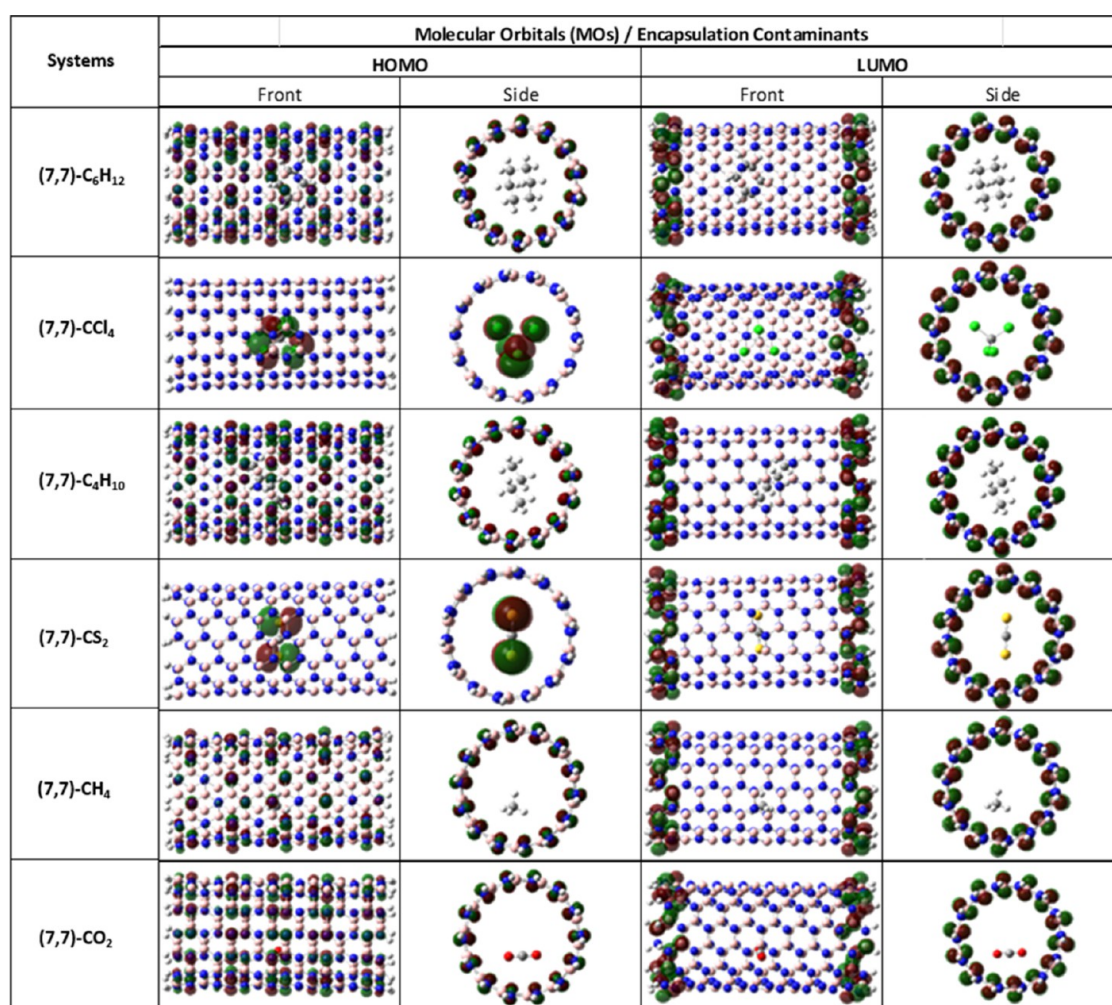 Systems
Molecular Orbitals (MOs) / Encapsulation Contaminants
HOMO
LUMO
Front
Side
Front
Side
(7,7)-C₆H₁₂
(7,7)-CCl₄
(7,7)-C₄H₁₀
(7,7)-CS₂
(7,7)-CH₄
(7,7)-CO₂